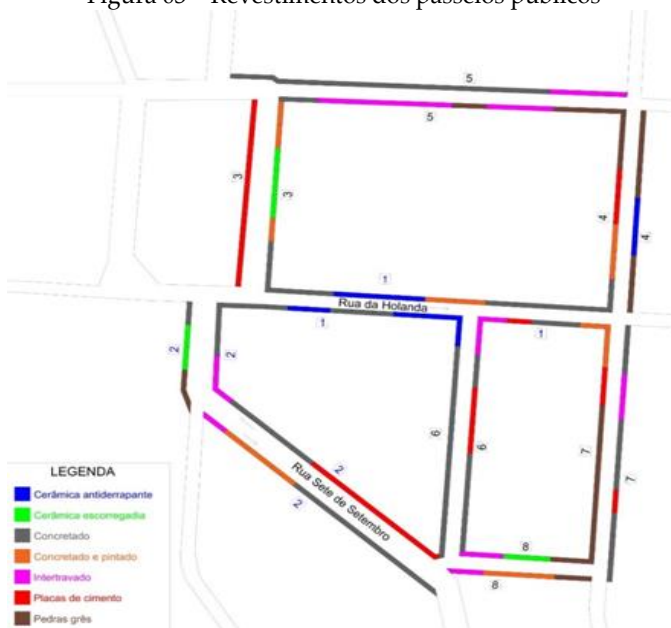 Figura 03 – Revestimentos dos passeios públicos
5
5
3
3
4
4
1
Rua da Holanda
1
1
2
2
6
6
7
7
2
Rua Sete de Setembro
2
8
8
LEGENDA
Cerâmica antiderrapante
Cerâmica escorregadia
Concretado
Concretado e pintado
Intertravado
Placas de cimento
Pedras grês